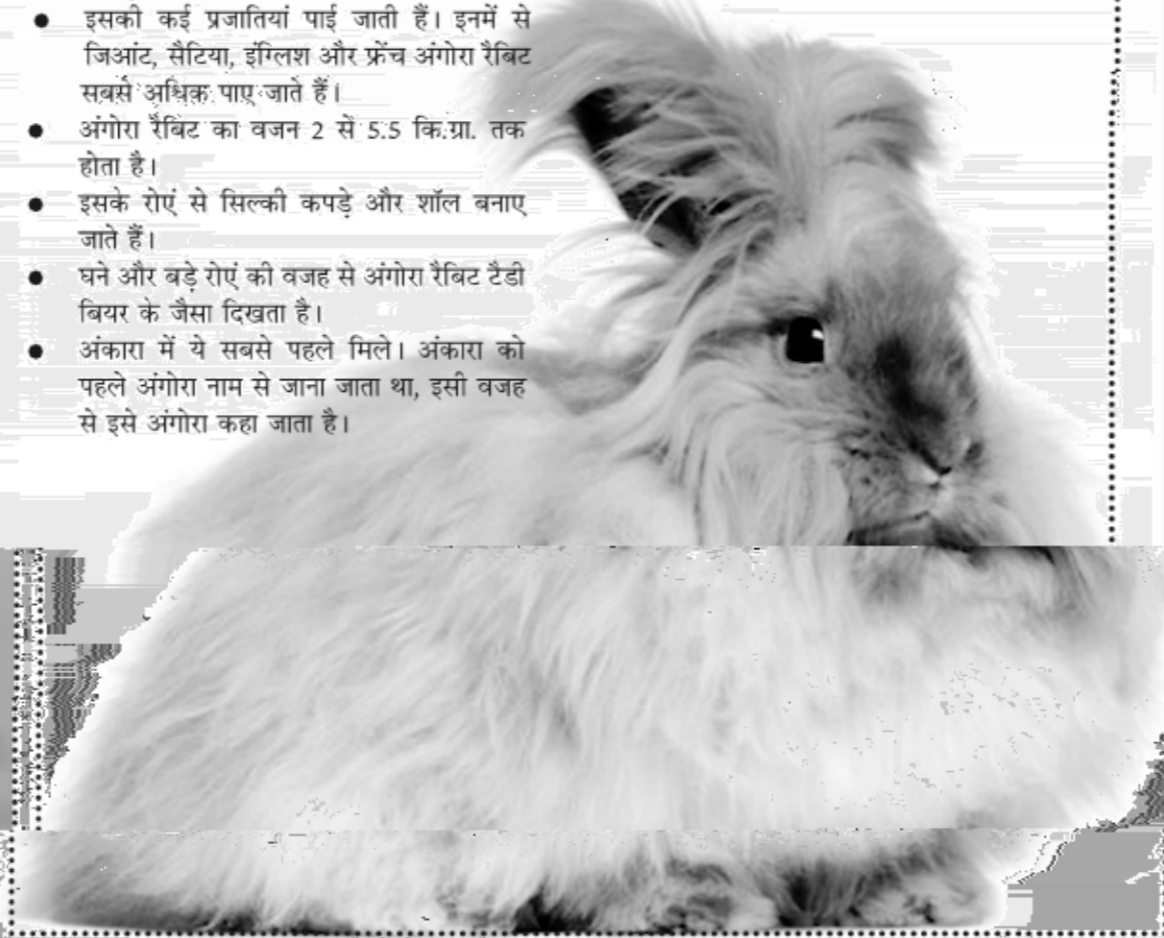 ● इसकी कई प्रजातियां पाई जाती हैं। इनमें से
जिआंट, सैटिया, इंग्लिश और फ्रेंच अंगोरा रैबिट
सबसे अधिक पाए जाते हैं।
● अंगोरा रैबिट का वजन 2 से 5.5 कि.ग्रा. तक
होता है।
● इसके रोएं से सिल्की कपड़े और शॉल बनाए
जाते हैं।
● घने और बड़े रोएं की वजह से अंगोरा रैबिट टैडी
बियर के जैसा दिखता है।
● अंकारा में ये सबसे पहले मिले। अंकारा को
पहले अंगोरा नाम से जाना जाता था, इसी वजह
से इसे अंगोरा कहा जाता है।